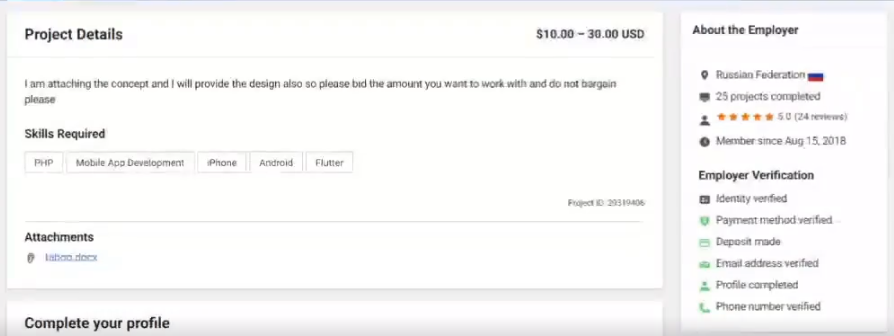 Project Details
$10.00 – 30.00 USD
I am attaching the concept and I will provide the design also so please bid the amount you want to work with and do not bargain
please
Skills Required
PHP
Mobile App Development
iPhone
Android
Flutter
Project ID: 20319406
Attachments
Complete your profile
About the Employer
Russian Federation
25 projects completed
5.0 (24 reviews)
Member since Aug 15, 2018
Employer Verification
Identity verified
Payment method verified
Deposit made
Email address verified
Profile completed
Phone number verified